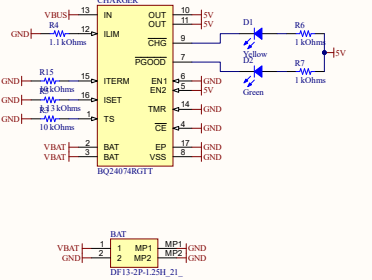 CHARGER
VBUS 13 IN OUT 10 5V
OUT 11 5V
R4
GND 12 ILIM
1.1 kOhms
CHG 9
D1
Yellow
R6
1 kOhms
PGOOD 7
D2
Green
R7
1 kOhms
5V
R15
GND 15 ITERM EN1 6 GND
EN2 5 5V
GND 16 ISET
1.13 kOhms
TMR 14 GND
GND 1 TS
10 kOhms
CE 4 GND
VBAT 2 BAT EP 17 GND
VBAT 3 BAT VSS 8 GND
BQ24074RGTT
BAT
VBAT 1 1 MP1 MP1 GND
GND 2 2 MP2 MP2 GND
DF13-2P-1.25H_21_